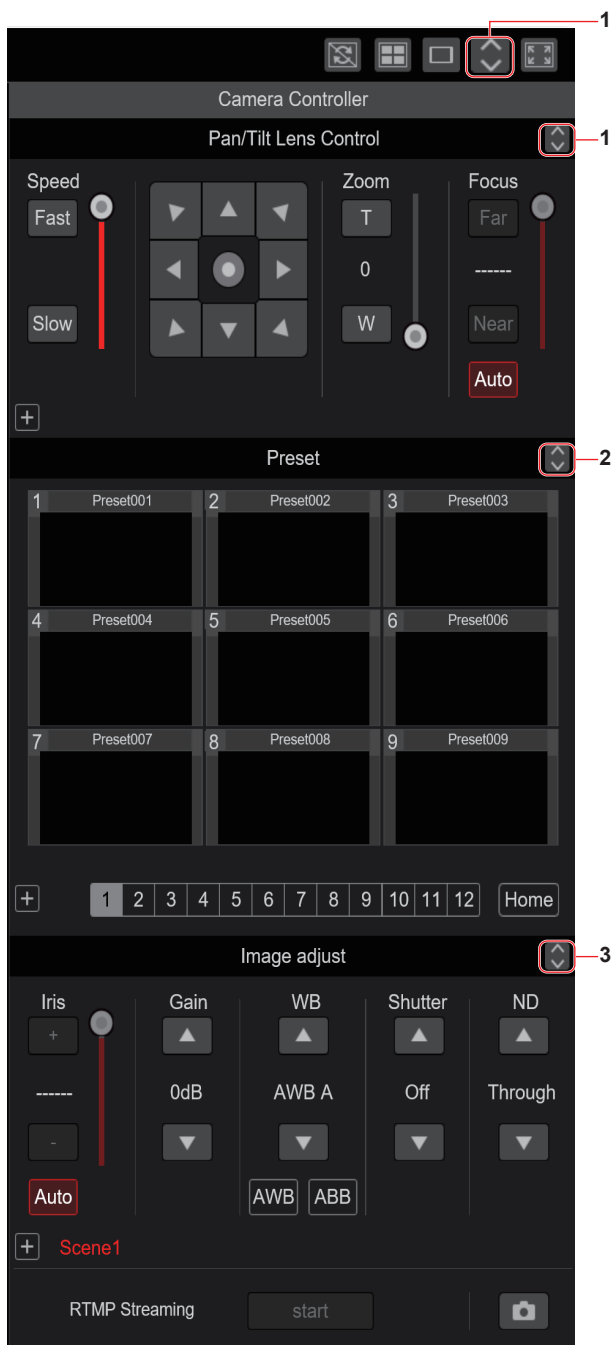 1
Camera Controller
Pan/Tilt Lens Control
1
Speed
Zoom
Focus
Fast
T
Far
0
------
Slow
W
Near
Auto
+
Preset
2
1 Preset001
2 Preset002
3 Preset003
4 Preset004
5 Preset005
6 Preset006
7 Preset007
8 Preset008
9 Preset009
+ 1 2 3 4 5 6 7 8 9 10 11 12 Home
Image adjust
3
Iris
Gain
WB
Shutter
ND
+
------
0dB
AWB A
Off
Through
-
Auto
AWB ABB
+ Scene1
RTMP Streaming start